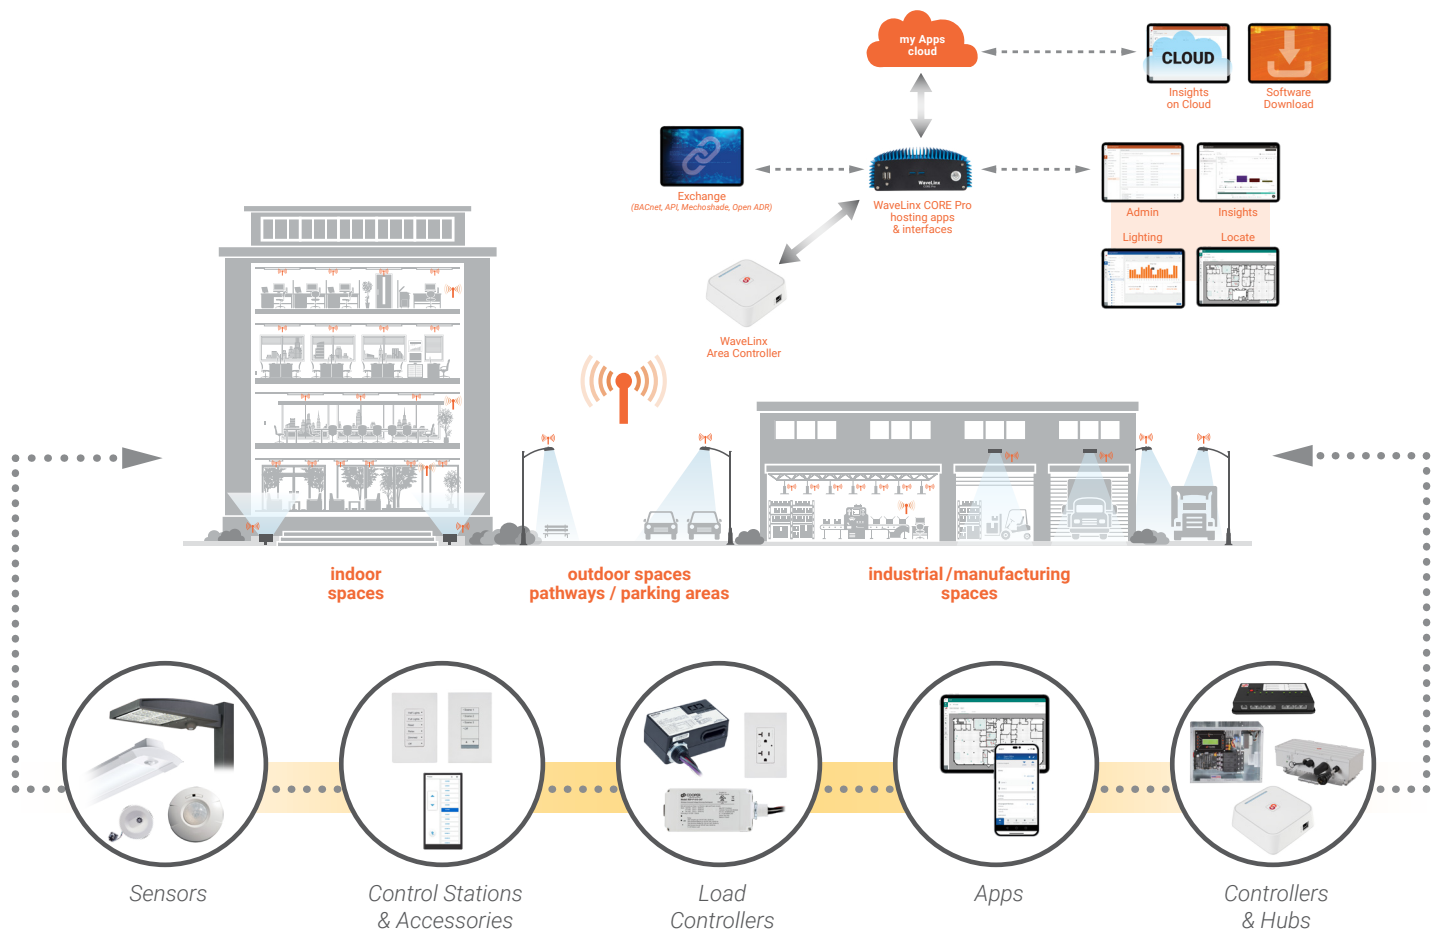 my Apps
cloud
CLOUD
Insights
on Cloud
Software
Download
Exchange
(BACnet, API, Mechoshade, Open ADR)
WaveLinx
WaveLinx CORE Pro
hosting apps
& interfaces
Admin
Insights
Lighting
Locate
WaveLinx
Area Controller
indoor
spaces
outdoor spaces
pathways / parking areas
industrial / manufacturing
spaces
COOPER
Sensors
Control Stations
& Accessories
Load
Controllers
Apps
Controllers
& Hubs